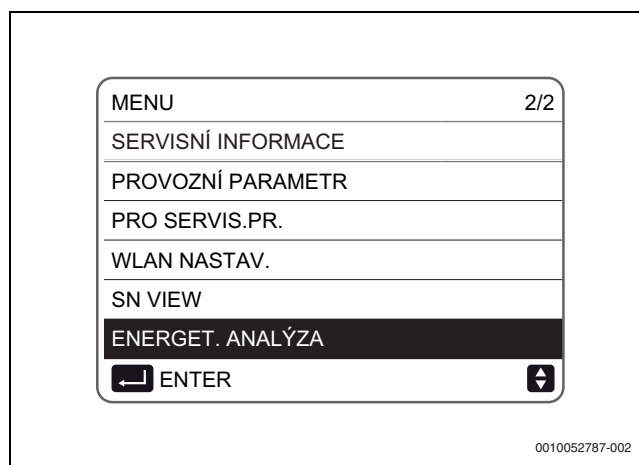 MENU 2/2
SERVISNÍ INFORMACE
PROVOZNÍ PARAMETR
PRO SERVIS.PR.
WLAN NASTAV.
SN VIEW
ENERGET. ANALÝZA
ENTER
0010052787-002